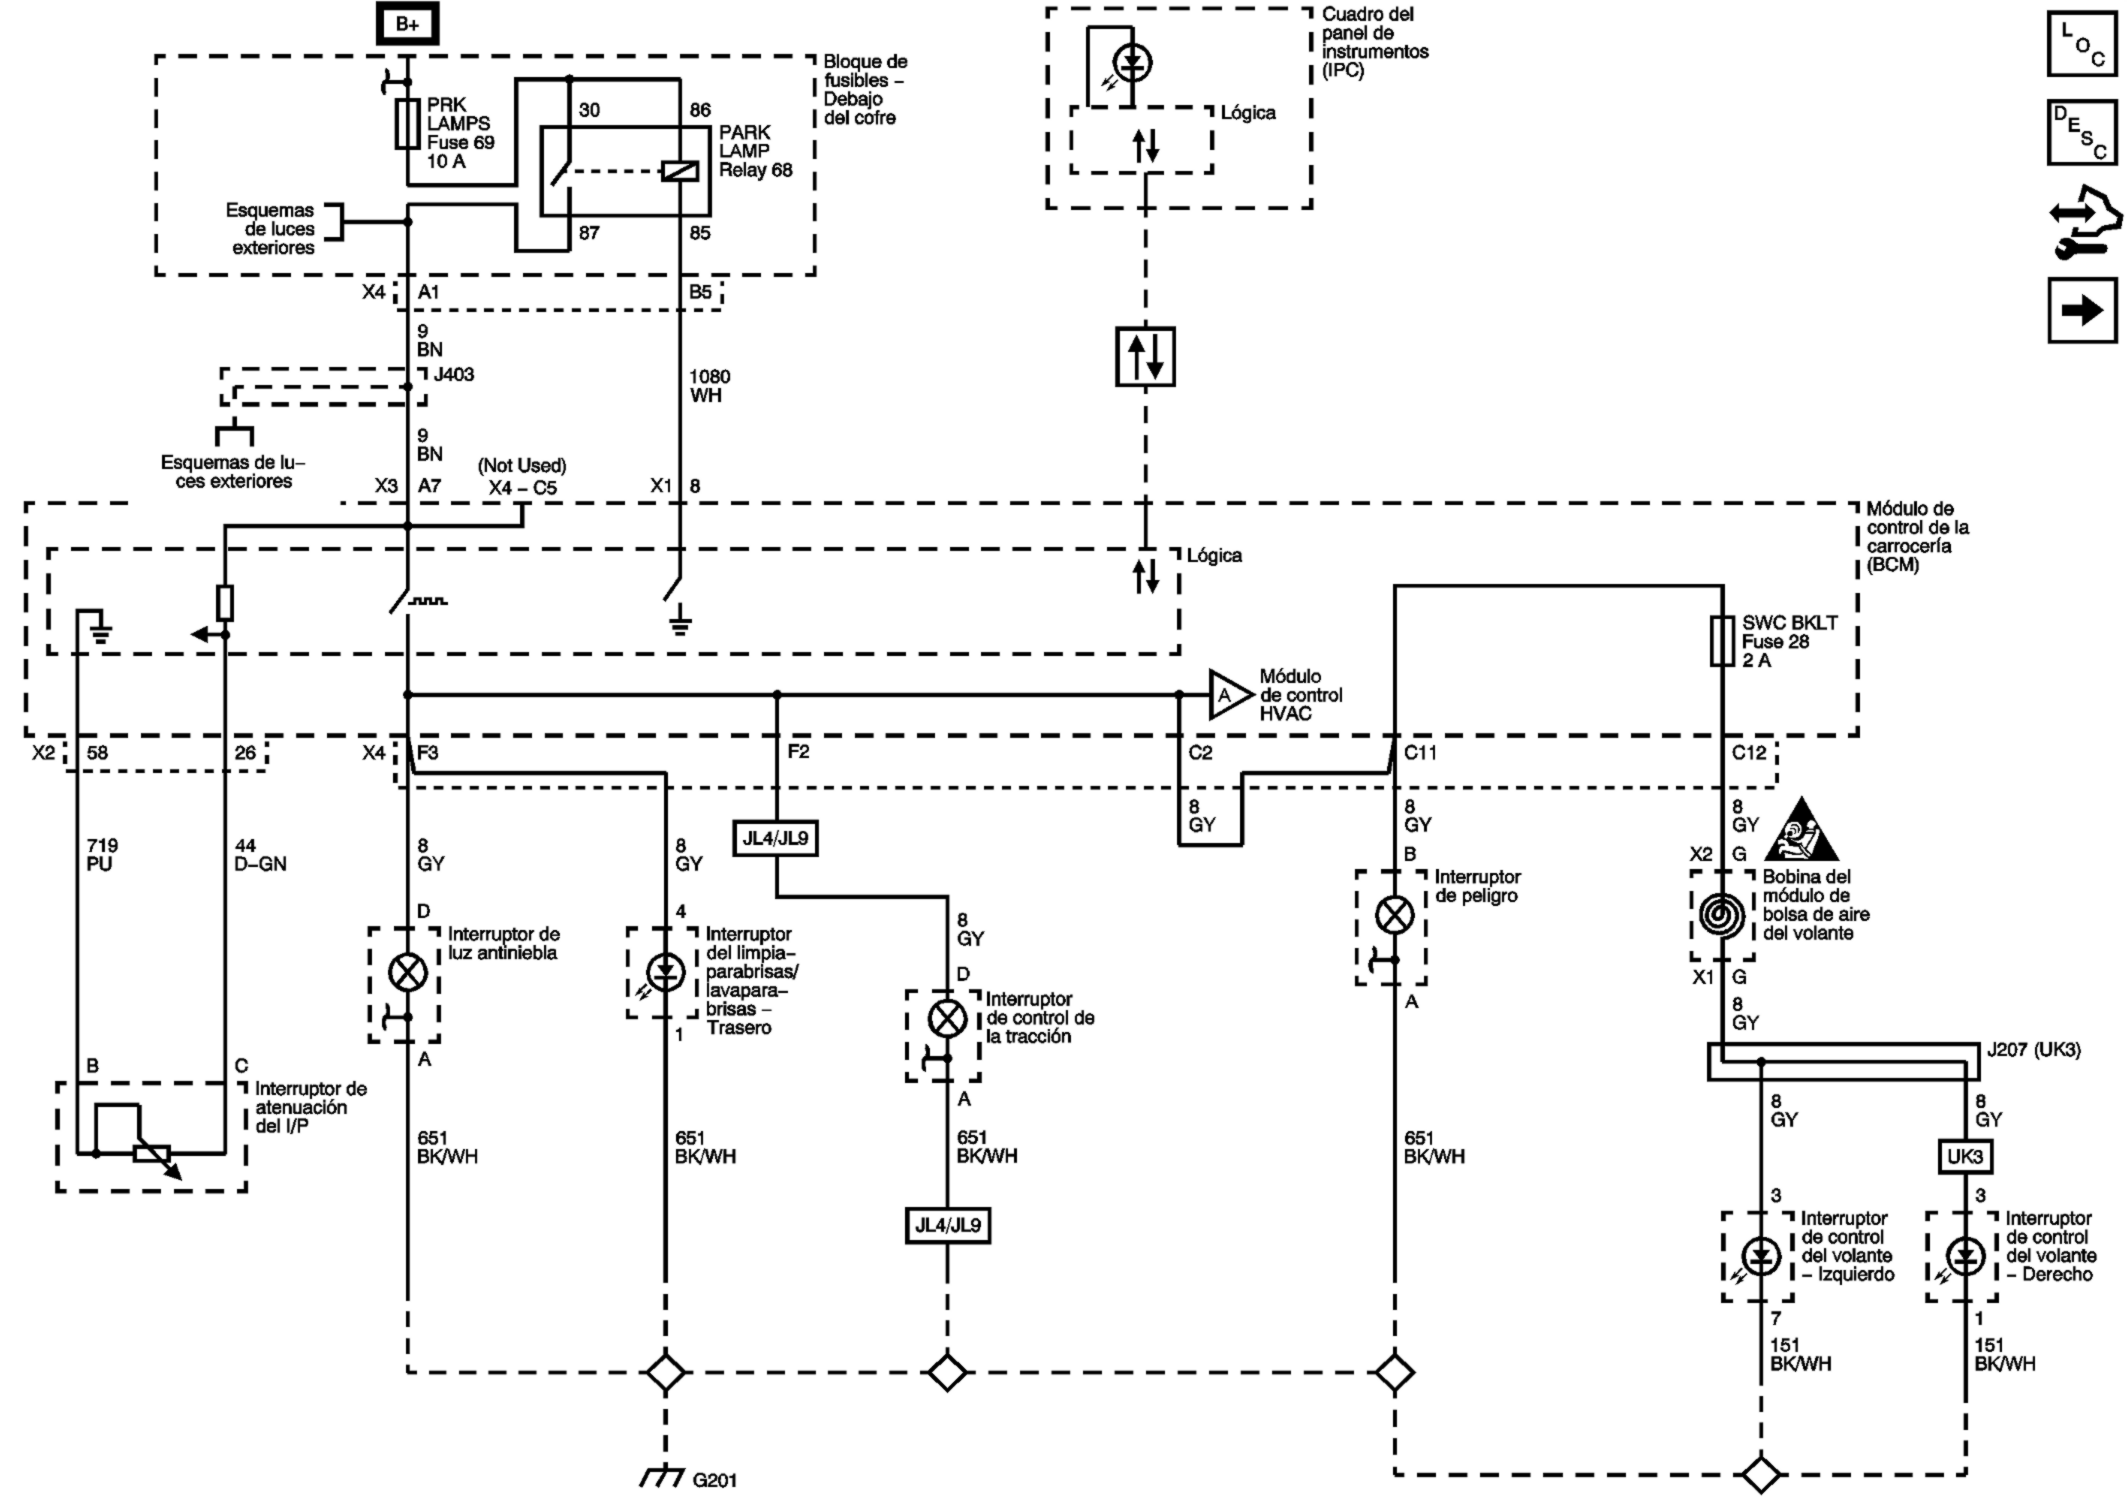 B+
Bloque de
fusibles –
Debajo
del cofre
PRK
LAMPS
Fuse 69
10 A
30
86
PARK
LAMP
Relay 68
87
85
Esquemas
de luces
exteriores
X4
A1
B5
9
BN
J403
1080
WH
9
BN
Esquemas de lu–
ces exteriores
(Not Used)
X4 – C5
X3
A7
X1
8
Cuadro del
panel de
instrumentos
(IPC)
Lógica
L
O
C
D
E
S
C
Módulo de
control de la
carrocería
(BCM)
Lógica
SWC BKLT
Fuse 28
2 A
A
Módulo
de control
HVAC
X2
58
26
X4
F3
F2
C2
C11
C12
719
PU
44
D–GN
8
GY
8
GY
JL4/JL9
8
GY
8
GY
8
GY
X2
G
B
Interruptor
de peligro
A
Bobina del
módulo de
bolsa de aire
del volante
X1
G
8
GY
D
Interruptor de
luz antiniebla
A
4
Interruptor
del limpia–
parabrisas/
lavapara–
brisas –
Trasero
1
8
GY
D
Interruptor
de control de
la tracción
A
J207 (UK3)
B
C
Interruptor de
atenuación
del I/P
651
BK/WH
651
BK/WH
651
BK/WH
651
BK/WH
8
GY
8
GY
UK3
JL4/JL9
3
Interruptor
de control
del volante
– Izquierdo
7
151
BK/WH
3
Interruptor
de control
del volante
– Derecho
1
151
BK/WH
G201